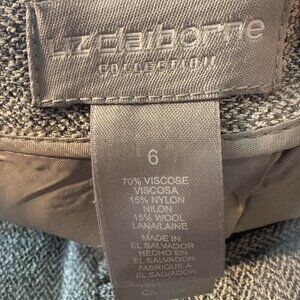 Liz claiborne
COLLECTION
6
70% VISCOSE
VISCOSA
15% NYLON
NILON
15% WOOL
LANA/LAINE
MADE IN
EL SALVADOR
HECHO EN
EL SALVADOR
FABRIQUE A
EL SALVADOR